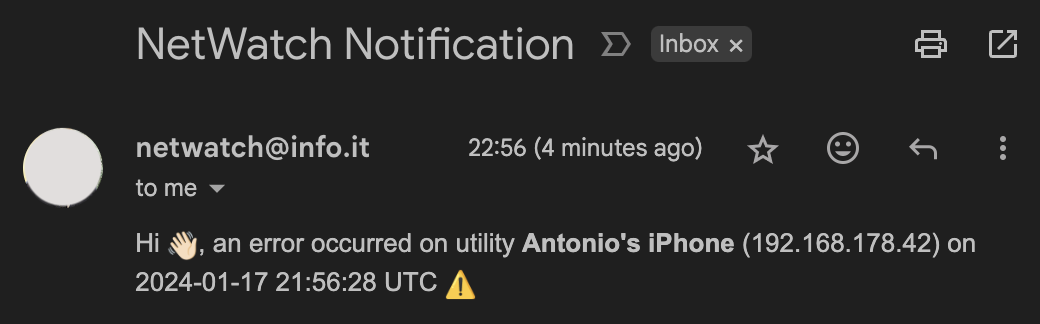 NetWatch Notification Inbox ×
netwatch@info.it 22:56 (4 minutes ago)
to me
Hi 👋🏻, an error occurred on utility Antonio's iPhone (192.168.178.42) on
2024-01-17 21:56:28 UTC ⚠️